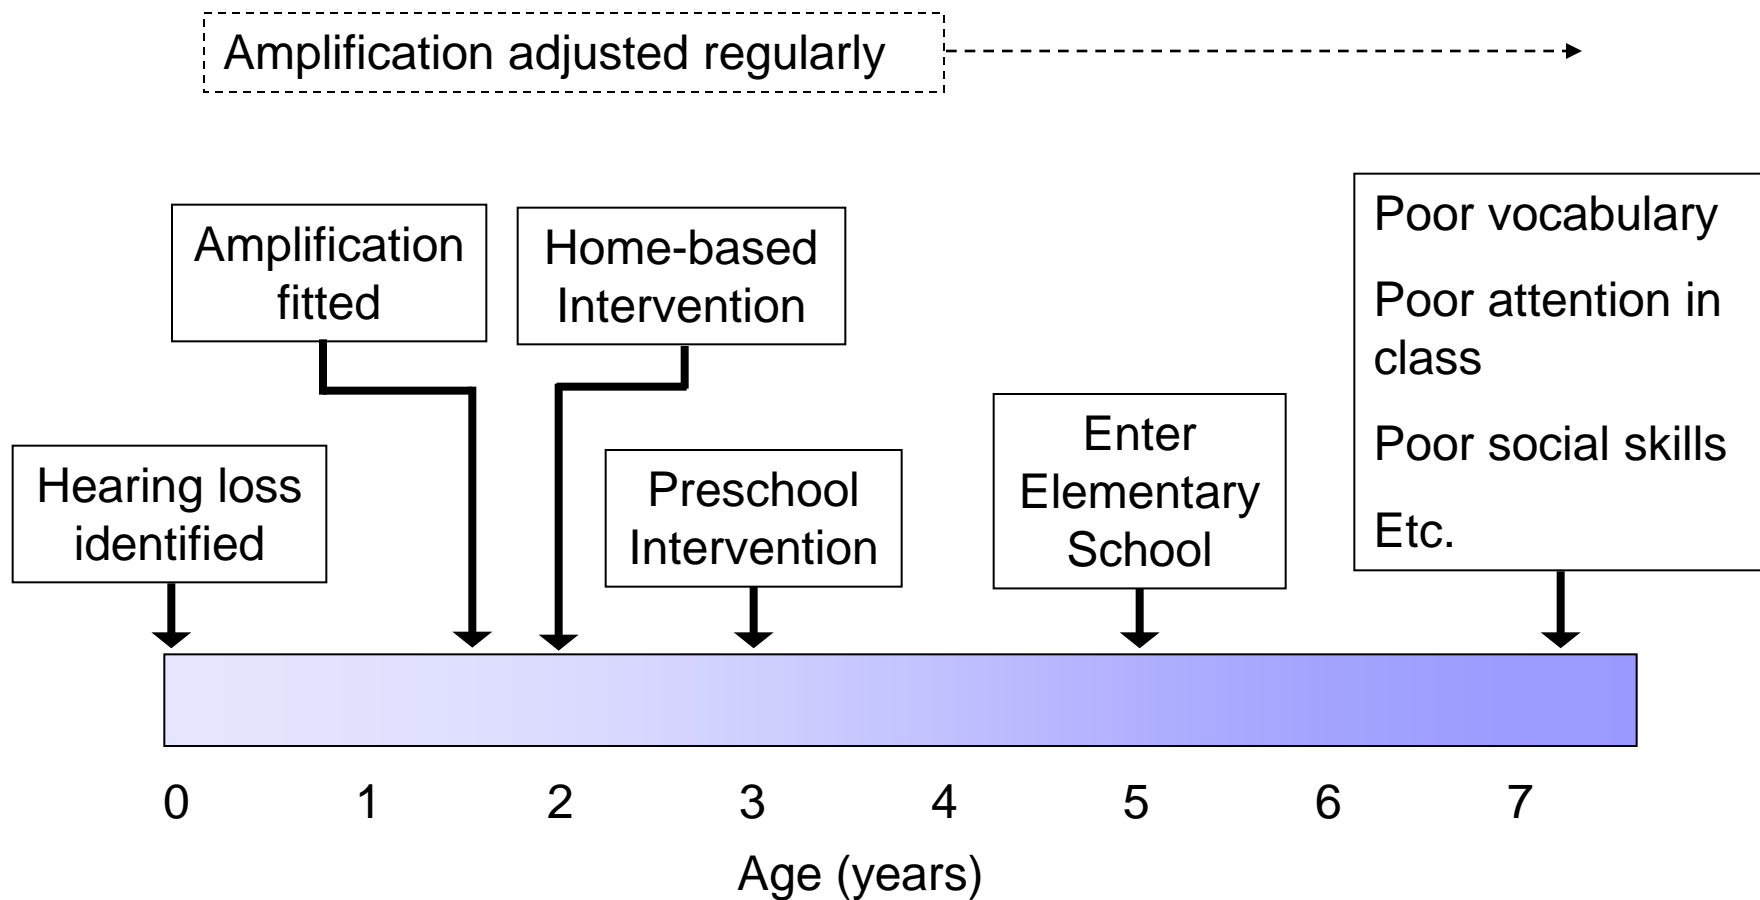 Amplification adjusted regularly
Amplification
fitted
Home-based
Intervention
Poor vocabulary
Poor attention in
class
Poor social skills
Etc.
Hearing loss
identified
Preschool
Intervention
Enter
Elementary
School
0 1 2 3 4 5 6 7
Age (years)